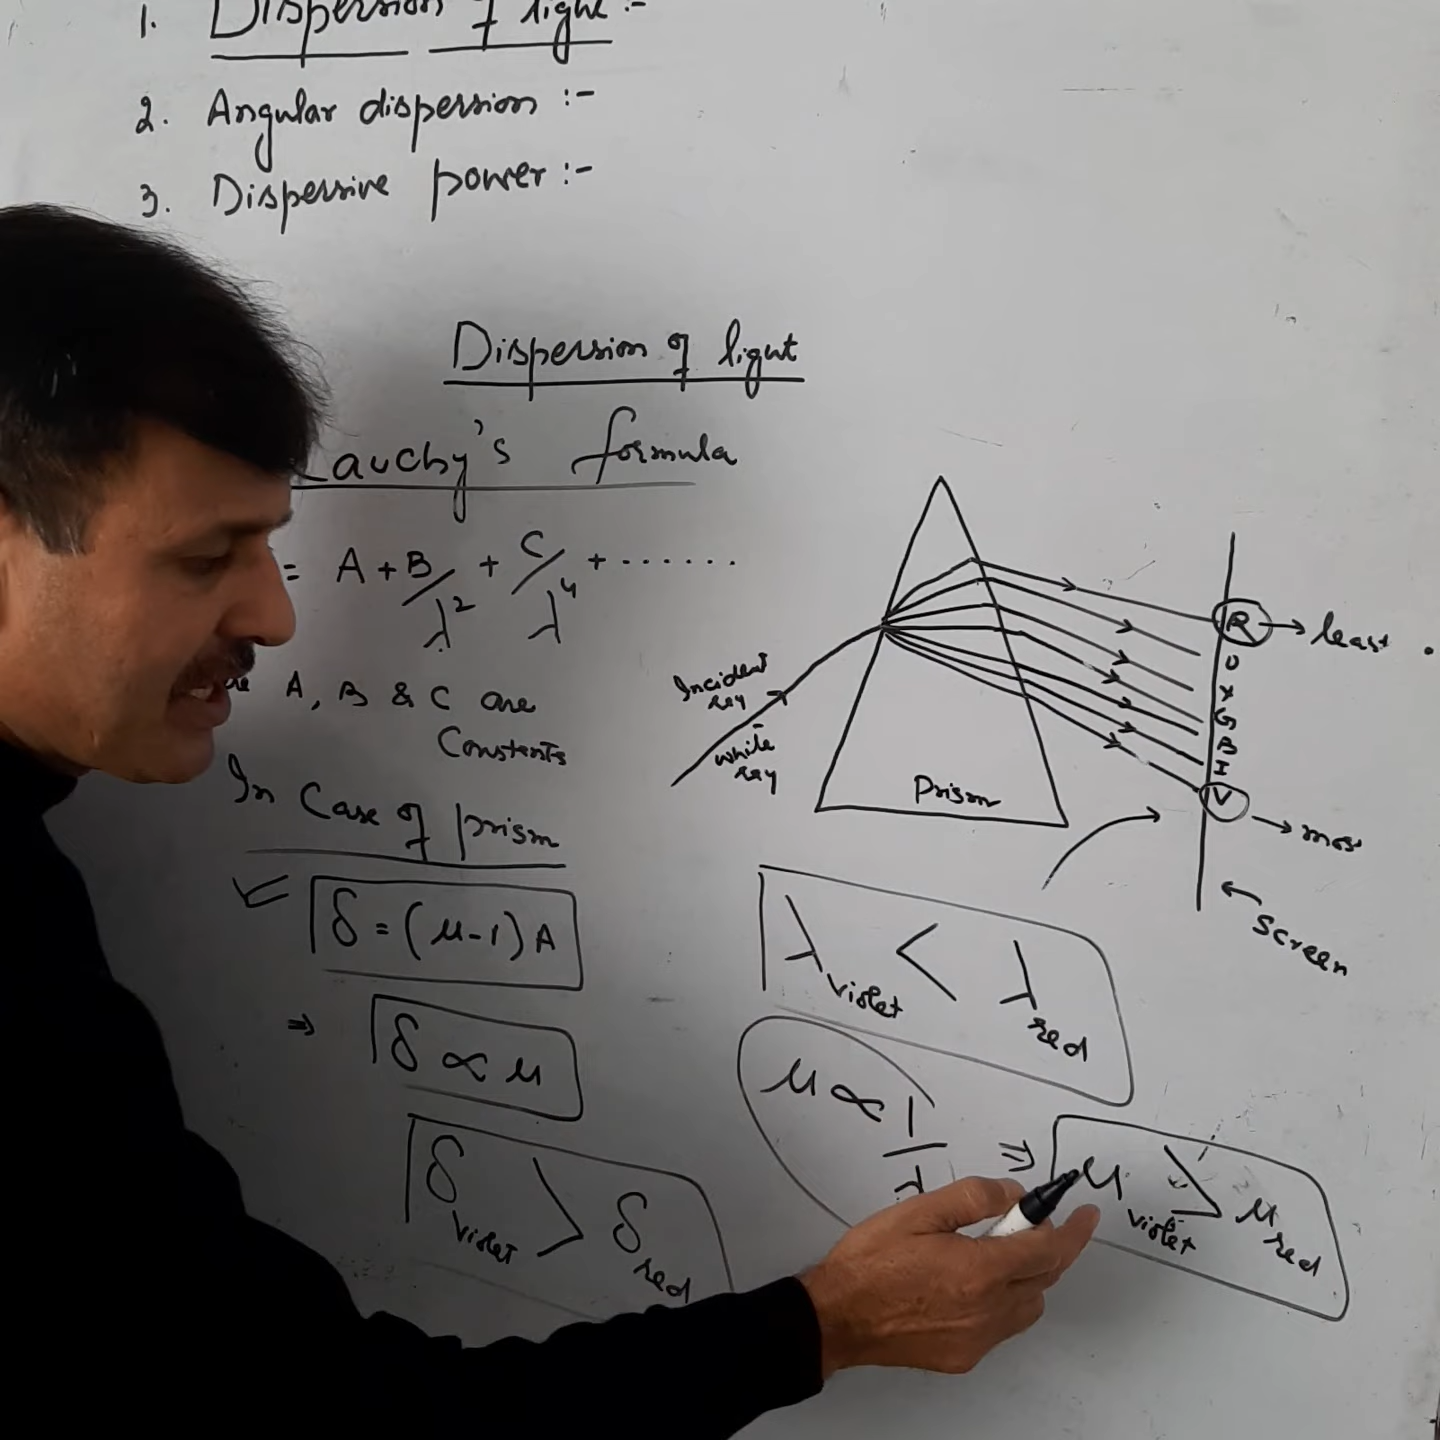 1. Dispersion of light :-
2. Angular dispersion :-
3. Dispersive power :-
Dispersion of light
Cauchy's formula
= A + B/λ² + C/λ⁴ + .......
A, B & C are
Constants
In Case of prism
δ = (μ-1) A
⇒ δ ∝ μ
δ violet > δ red
Incident ray
white ray
Prism
R → least
O
Y
G
B
I
V → most
← Screen
λ violet < λ red
μ ∝ 1/λ ⇒ μ violet > μ red